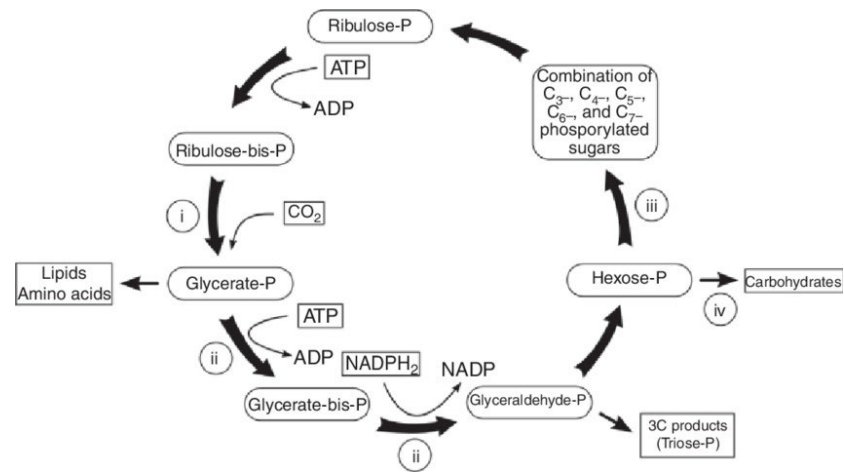 Ribulose-P
ATP
ADP
Combination of
C3–, C4–, C5–,
C6–, and C7–
phosporylated
sugars
Ribulose-bis-P
i
CO2
iii
Lipids
Amino acids
Glycerate-P
Hexose-P
Carbohydrates
iv
ATP
ii
ADP
NADPH2
NADP
Glycerate-bis-P
Glyceraldehyde-P
ii
3C products
(Triose-P)